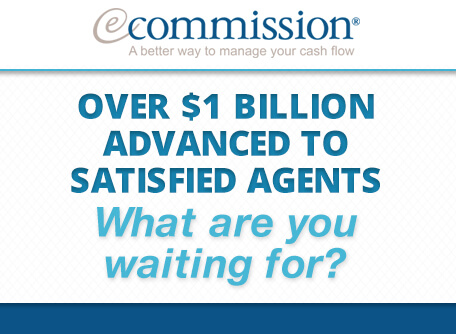 ecommission®
A better way to manage your cash flow
OVER $1 BILLION
ADVANCED TO
SATISFIED AGENTS
What are you
waiting for?